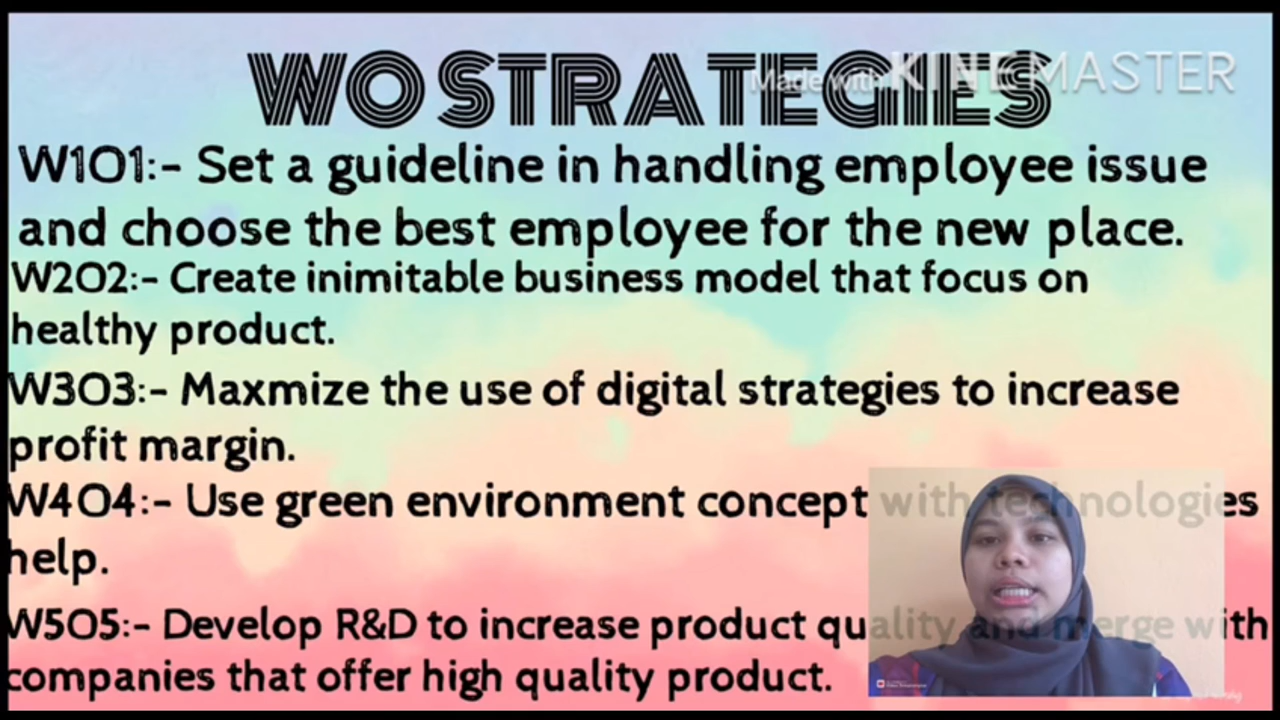 WO STRATEGIES
Made with KINEMASTER
W1O1:- Set a guideline in handling employee issue
and choose the best employee for the new place.
W2O2:- Create inimitable business model that focus on
healthy product.
W3O3:- Maxmize the use of digital strategies to increase
profit margin.
W4O4:- Use green environment concept with technologies
help.
W5O5:- Develop R&D to increase product quality and merge with
companies that offer high quality product.